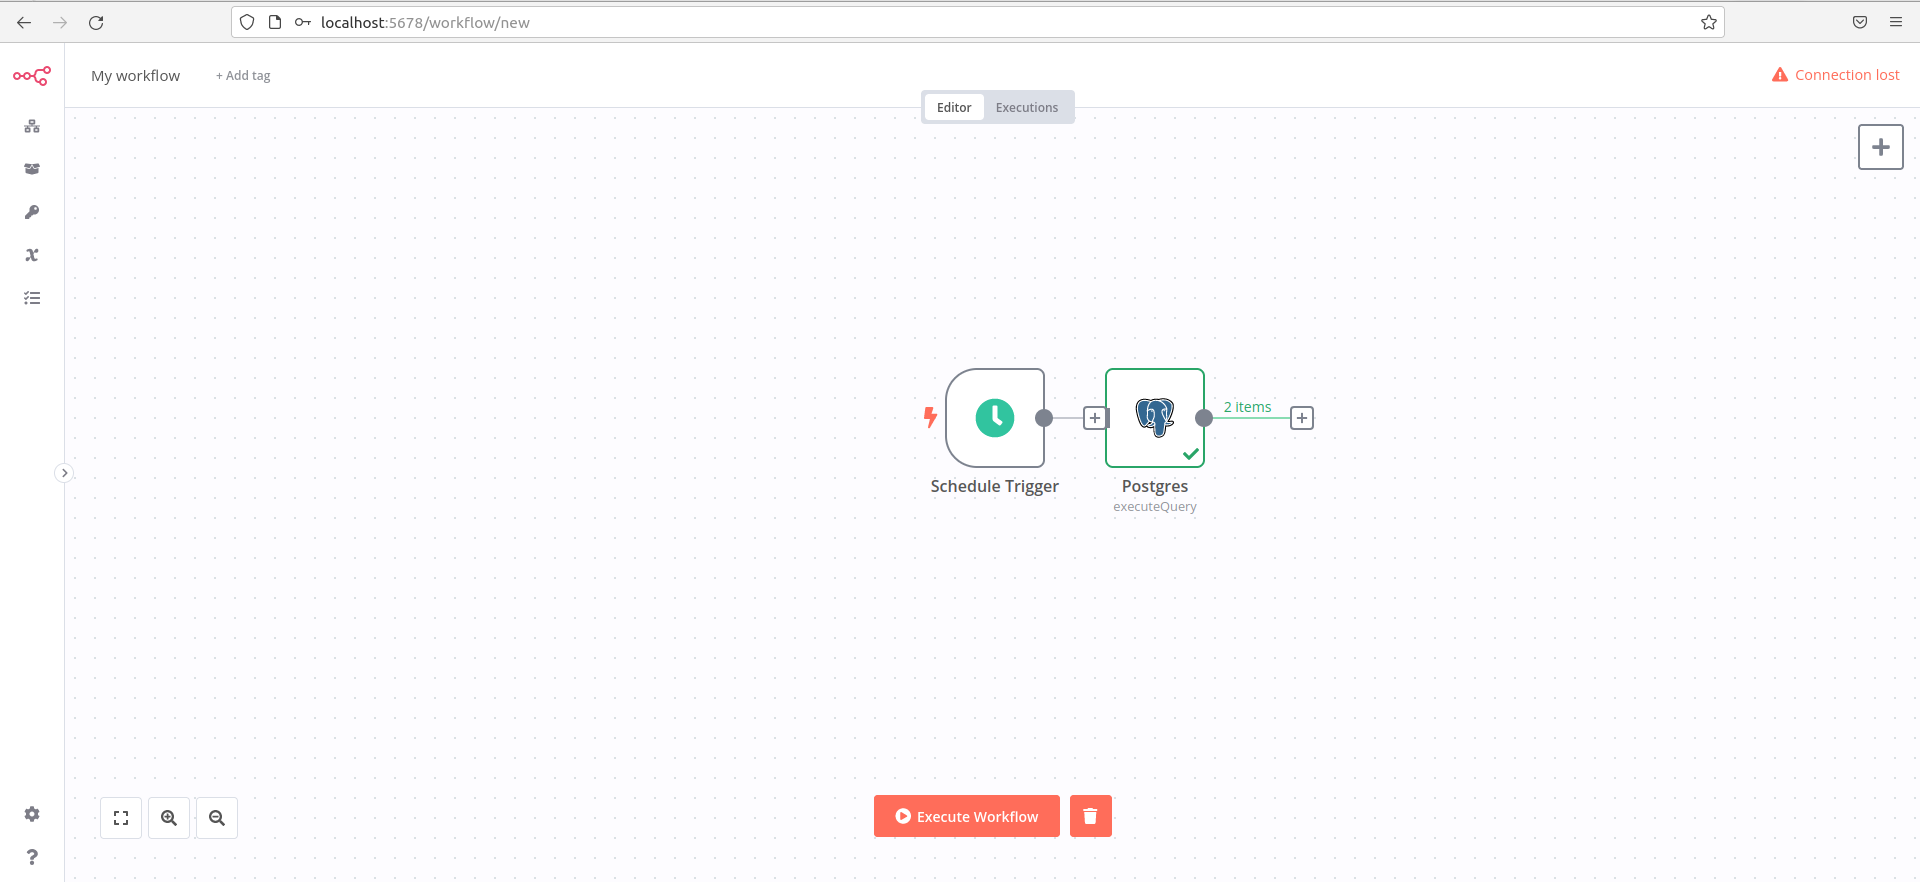 localhost:5678/workflow/new
My workflow
+ Add tag
Connection lost
Editor
Executions
2 items
Schedule Trigger
Postgres
executeQuery
Execute Workflow